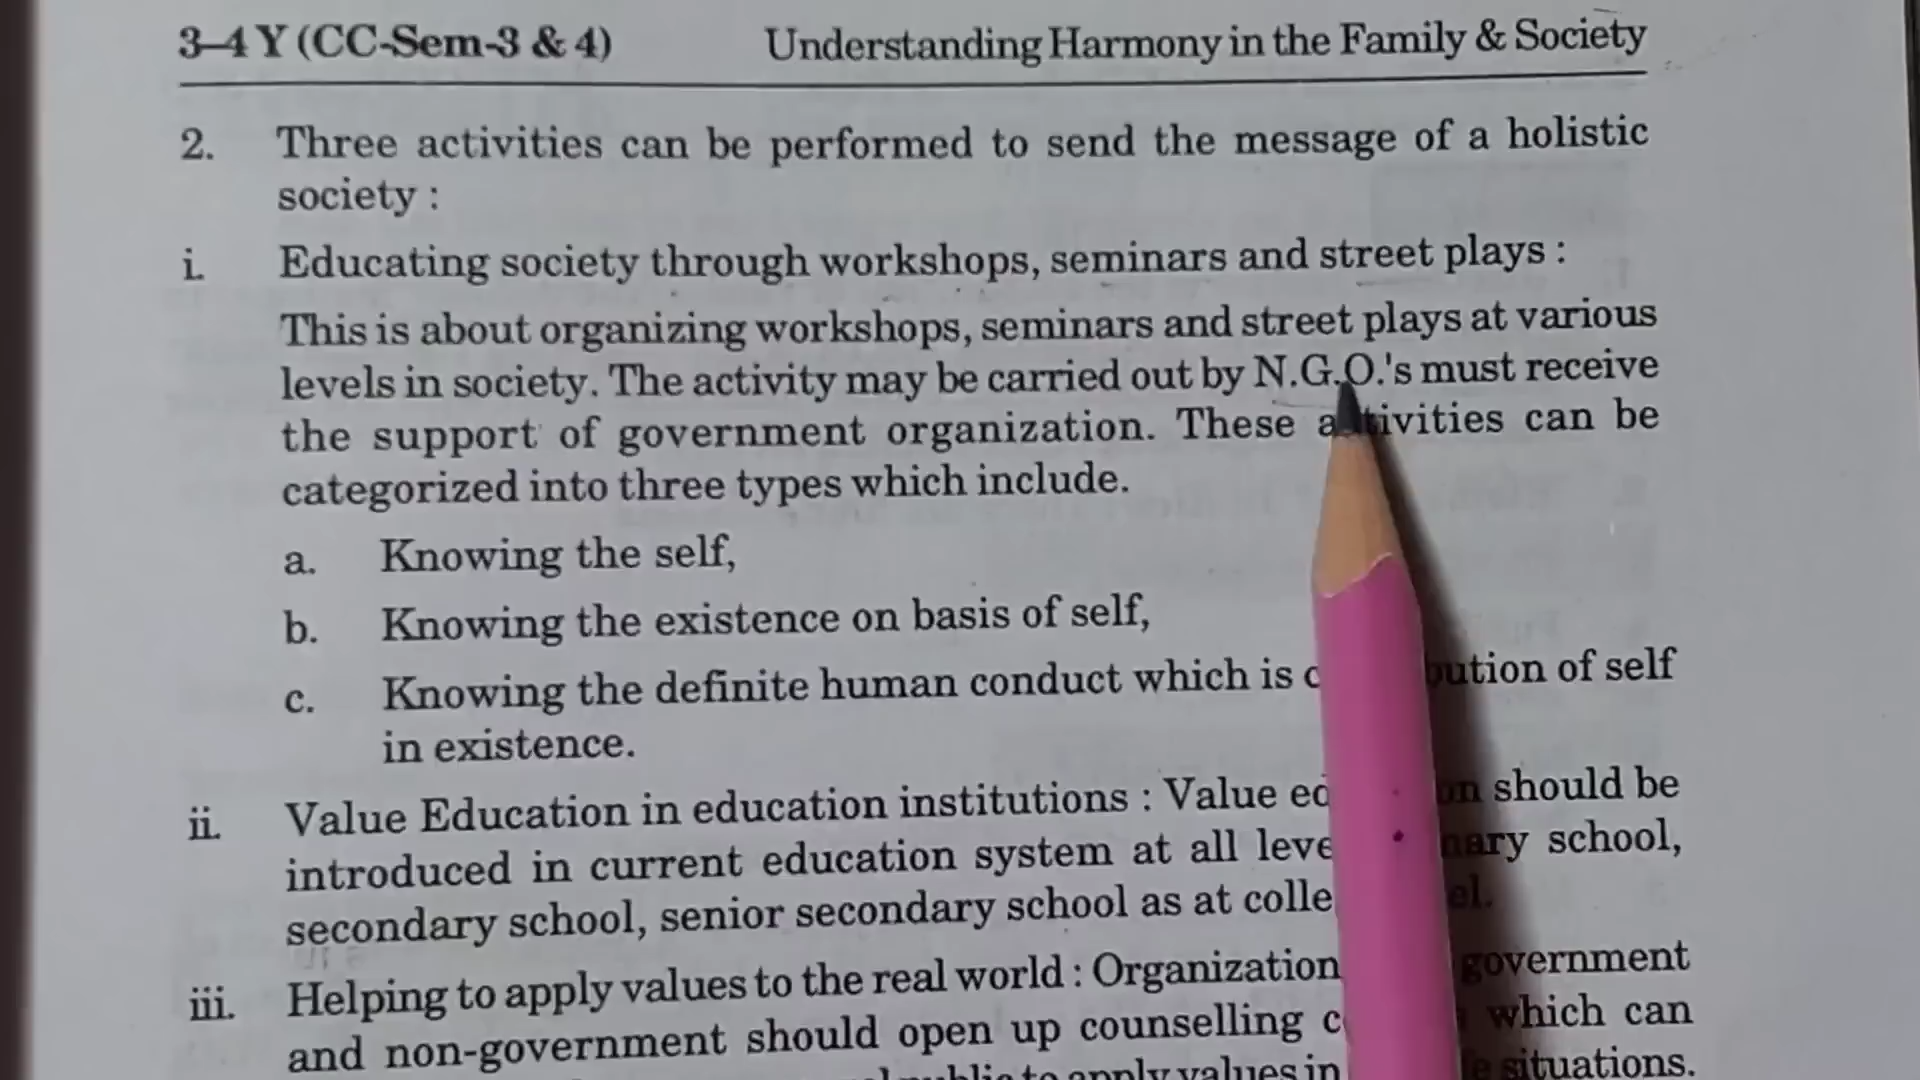 3–4 Y (CC-Sem-3 & 4) Understanding Harmony in the Family & Society
2. Three activities can be performed to send the message of a holistic
society :
i. Educating society through workshops, seminars and street plays :
This is about organizing workshops, seminars and street plays at various
levels in society. The activity may be carried out by N.G.O.'s must receive
the support of government organization. These activities can be
categorized into three types which include.
a. Knowing the self,
b. Knowing the existence on basis of self,
c. Knowing the definite human conduct which is of self
in existence.
ii. Value Education in education institutions : Value should be
introduced in current education system at all school,
secondary school, senior secondary school as at
iii. Helping to apply values to the real world : Organization government
and non-government should open up counselling which can
public to apply values in situations.